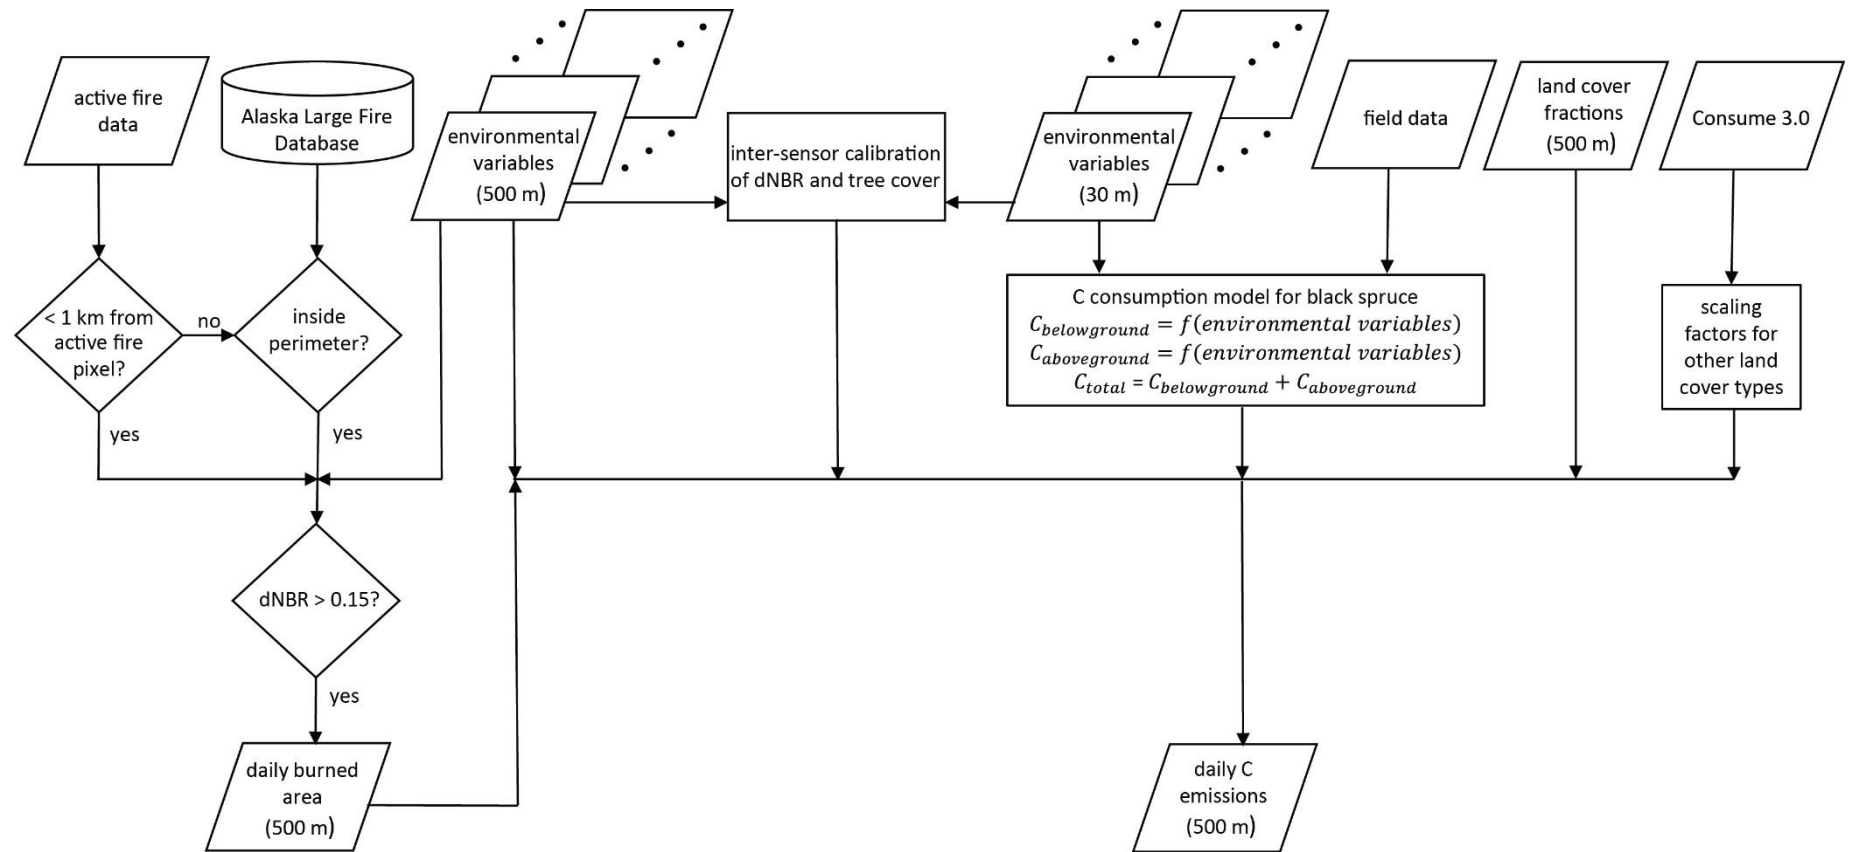 active fire
data
Alaska Large Fire
Database
environmental
variables
(500 m)
inter-sensor calibration
of dNBR and tree cover
environmental
variables
(30 m)
field data
land cover
fractions
(500 m)
Consume 3.0
< 1 km from
active fire
pixel?
no
inside
perimeter?
yes
yes
C consumption model for black spruce
C_belowground = f(environmental variables)
C_aboveground = f(environmental variables)
C_total = C_belowground + C_aboveground
scaling
factors for
other land
cover types
dNBR > 0.15?
yes
daily burned
area
(500 m)
daily C
emissions
(500 m)